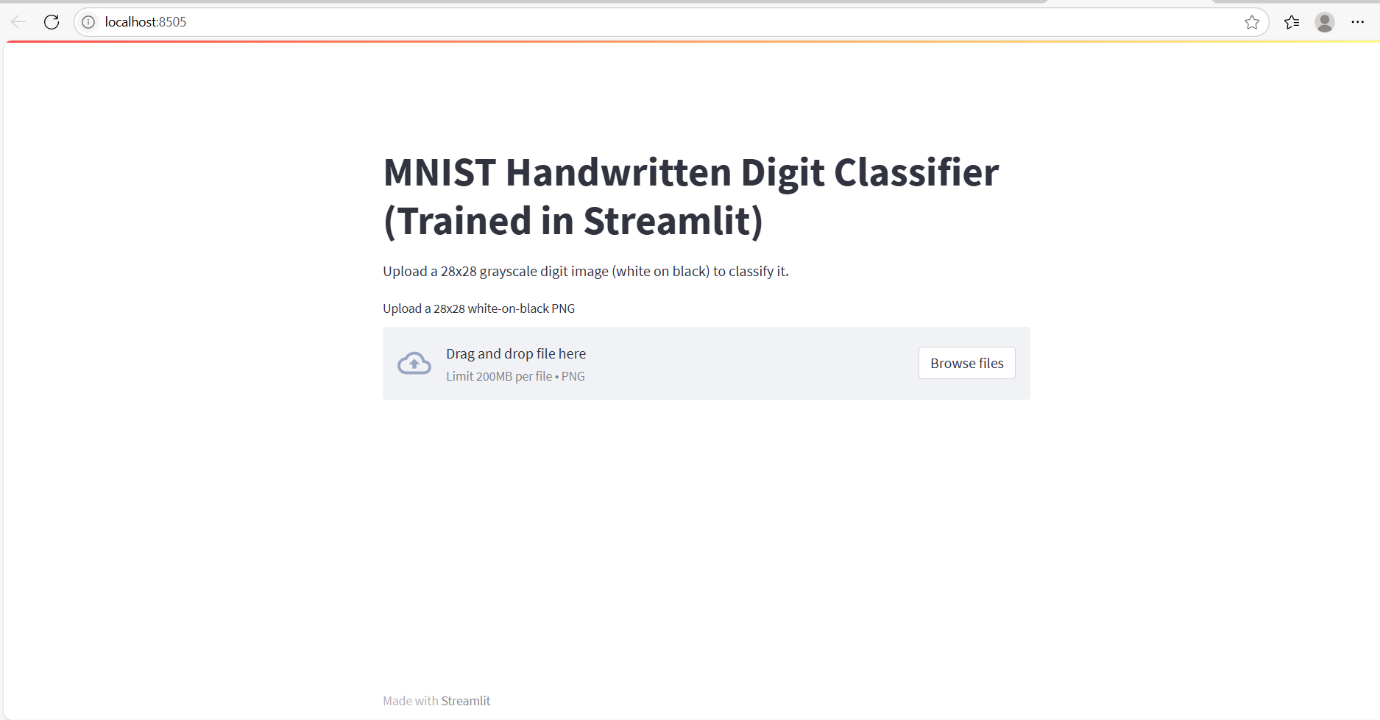 localhost:8505
MNIST Handwritten Digit Classifier
(Trained in Streamlit)
Upload a 28x28 grayscale digit image (white on black) to classify it.
Upload a 28x28 white-on-black PNG
Drag and drop file here
Limit 200MB per file • PNG
Browse files
Made with Streamlit